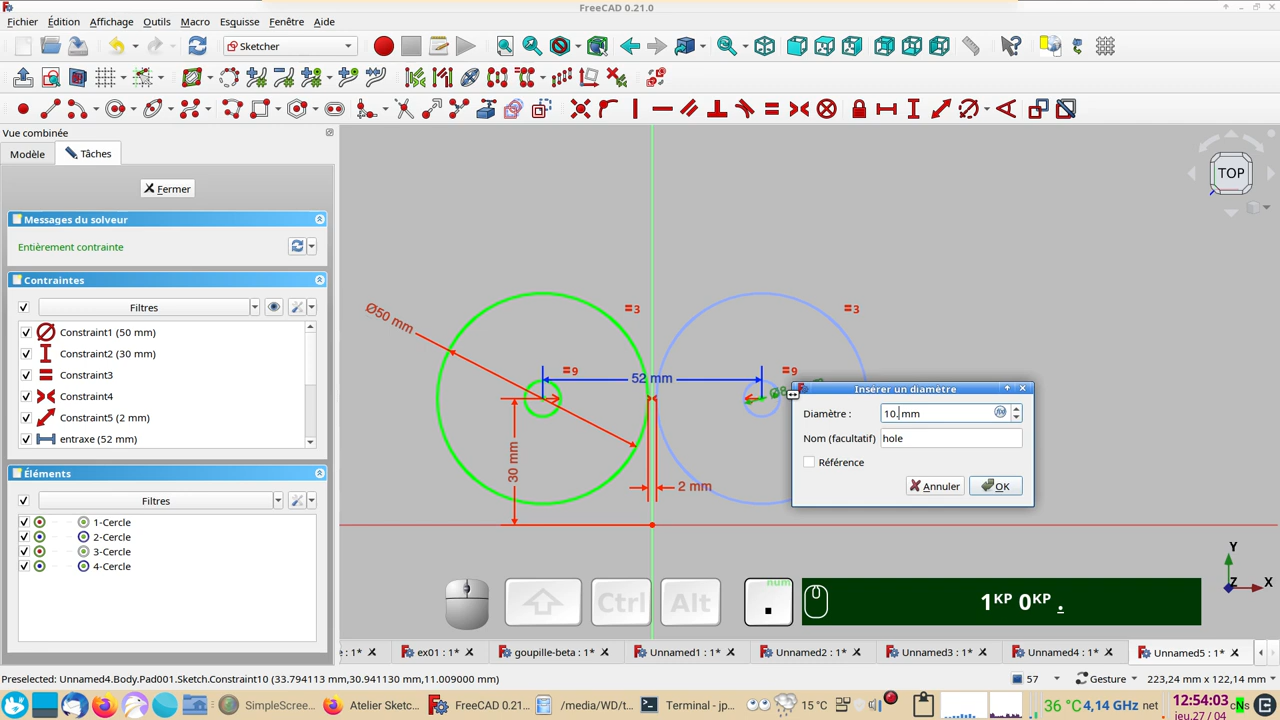 FreeCAD 0.21.0
Fichier Édition Affichage Outils Macro Esquisse Fenêtre Aide
Sketcher
Vue combinée
Modèle Tâches
Fermer
Messages du solveur
Entièrement contrainte
Contraintes
Filtres
Constraint1 (50 mm)
Constraint2 (30 mm)
Constraint3
Constraint4
Constraint5 (2 mm)
entraxe (52 mm)
Éléments
Filtres
1-Cercle
2-Cercle
3-Cercle
4-Cercle
TOP
Ø50 mm
=3
=3
=9
=9
52 mm
30 mm
2 mm
Insérer un diamètre
Diamètre : 10. mm
Nom (facultatif) hole
Référence
Annuler OK
Y
Z
X
Ctrl Alt num . 1KP 0KP .
e : 1* ex01 : 1* goupille-beta : 1* Unnamed1 : 1* Unnamed2 : 1* Unnamed3 : 1* Unnamed4 : 1* Unnamed5 : 1*
Preselected: Unnamed4.Body.Pad001.Sketch.Constraint10 (33.794113 mm,30.941130 mm,11.009000 mm) 57 Gesture 223,24 mm x 122,14 mm
SimpleScree... Atelier Sketc... FreeCAD 0.21... /media/WD/t... Terminal - jp... 15 °C 36 °C 4,14 GHz net 12:54:03 cNs
jeu.27 / 04